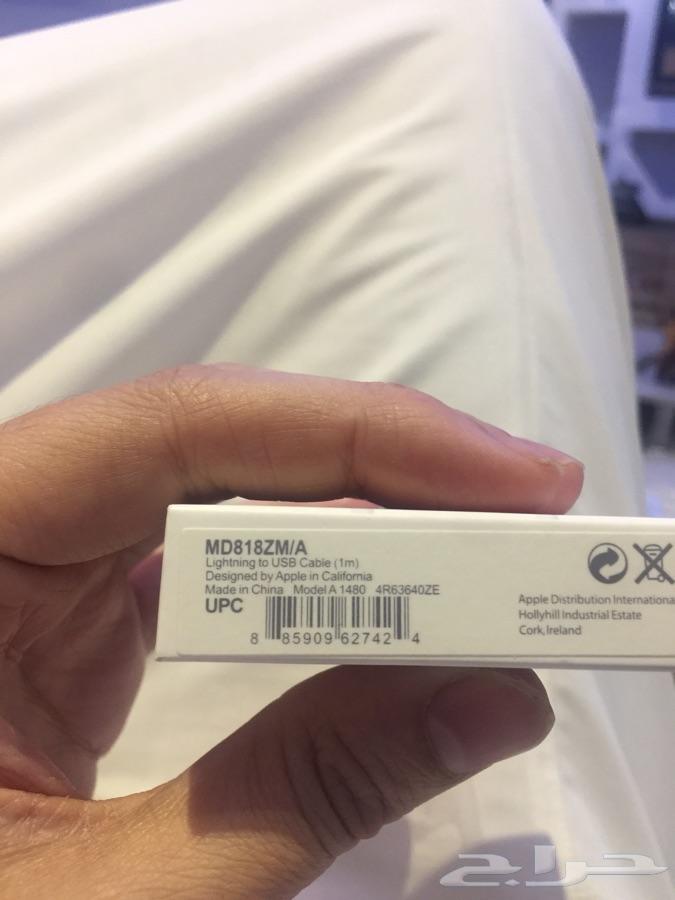 MD818ZM/A
Lightning to USB Cable (1m)
Designed by Apple in California
Made in China Model A 1480 4R63640ZE
UPC
8 85909 62742 4
Apple Distribution Internationa
Hollyhill Industrial Estate
Cork, Ireland
حراج